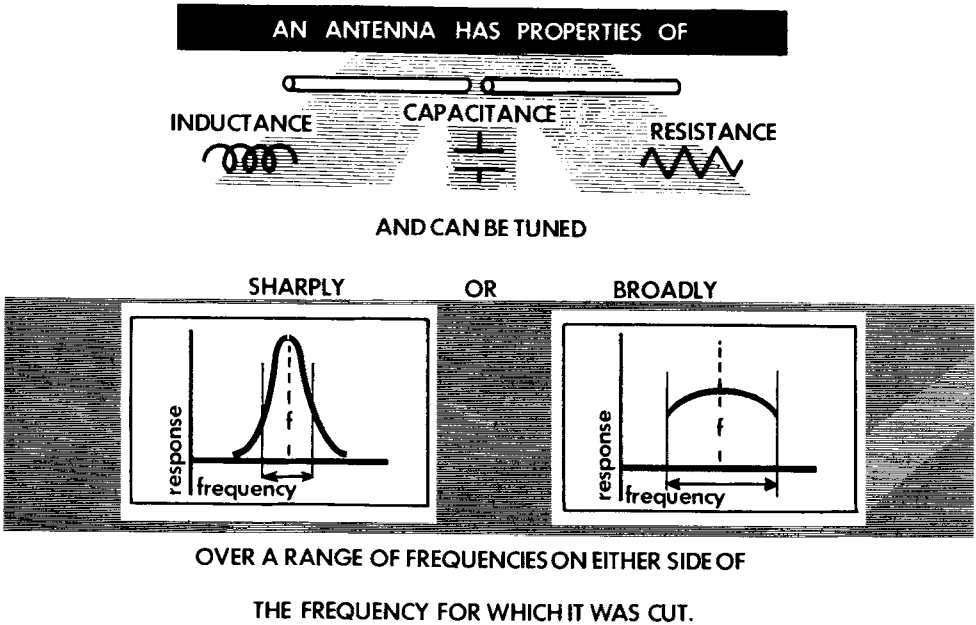 AN ANTENNA HAS PROPERTIES OF
INDUCTANCE
CAPACITANCE
RESISTANCE
AND CAN BE TUNED
SHARPLY OR BROADLY
response
f
frequency
response
f
frequency
OVER A RANGE OF FREQUENCIES ON EITHER SIDE OF
THE FREQUENCY FOR WHICH IT WAS CUT.